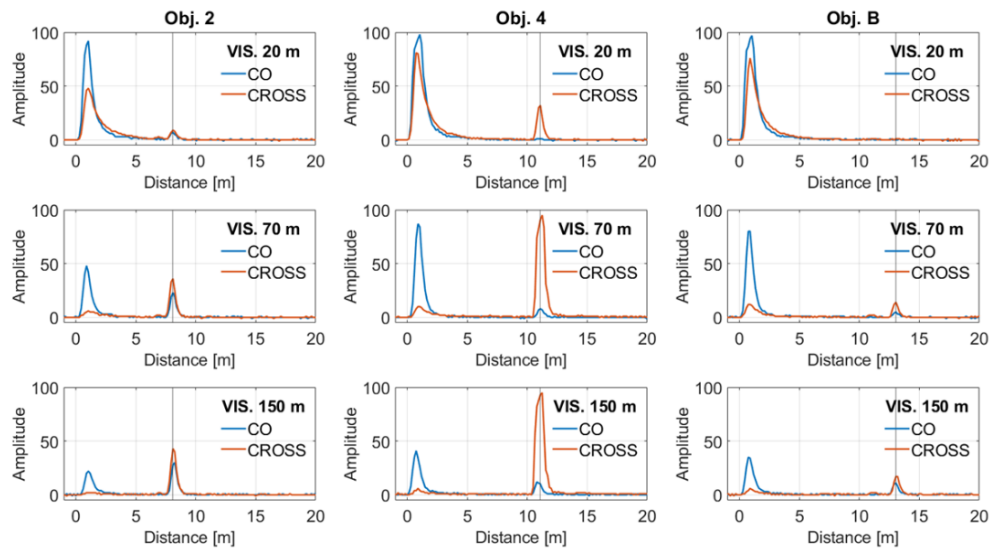 Obj. 2
Obj. 4
Obj. B
100
50
0
Amplitude
VIS. 20 m
CO
CROSS
0 5 10 15 20
Distance [m]
100
50
0
Amplitude
VIS. 20 m
CO
CROSS
0 5 10 15 20
Distance [m]
100
50
0
Amplitude
VIS. 20 m
CO
CROSS
0 5 10 15 20
Distance [m]
100
50
0
Amplitude
VIS. 70 m
CO
CROSS
0 5 10 15 20
Distance [m]
100
50
0
Amplitude
VIS. 70 m
CO
CROSS
0 5 10 15 20
Distance [m]
100
50
0
Amplitude
VIS. 70 m
CO
CROSS
0 5 10 15 20
Distance [m]
100
50
0
Amplitude
VIS. 150 m
CO
CROSS
0 5 10 15 20
Distance [m]
100
50
0
Amplitude
VIS. 150 m
CO
CROSS
0 5 10 15 20
Distance [m]
100
50
0
Amplitude
VIS. 150 m
CO
CROSS
0 5 10 15 20
Distance [m]